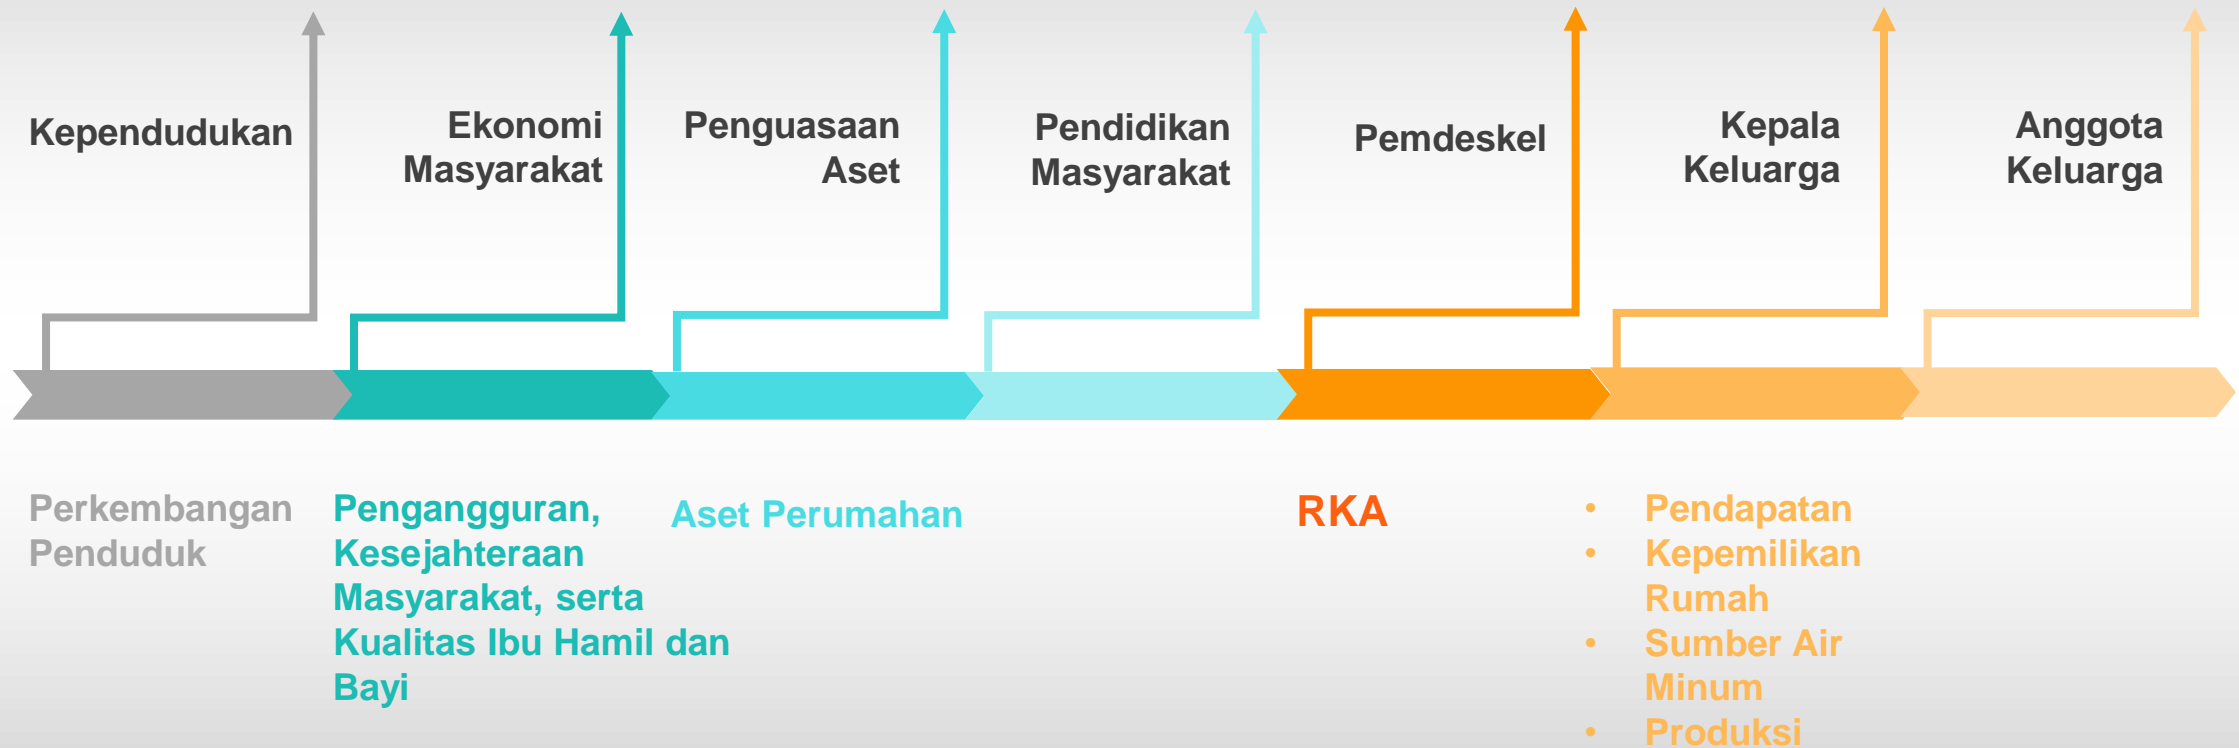 Kependudukan
Ekonomi
Masyarakat
Penguasaan
Aset
Pendidikan
Masyarakat
Pemdeskel
Kepala
Keluarga
Anggota
Keluarga
Perkembangan
Penduduk
Pengangguran,
Kesejahteraan
Masyarakat, serta
Kualitas Ibu Hamil dan
Bayi
Aset Perumahan
RKA
• Pendapatan
• Kepemilikan
Rumah
• Sumber Air
Minum
• Produksi